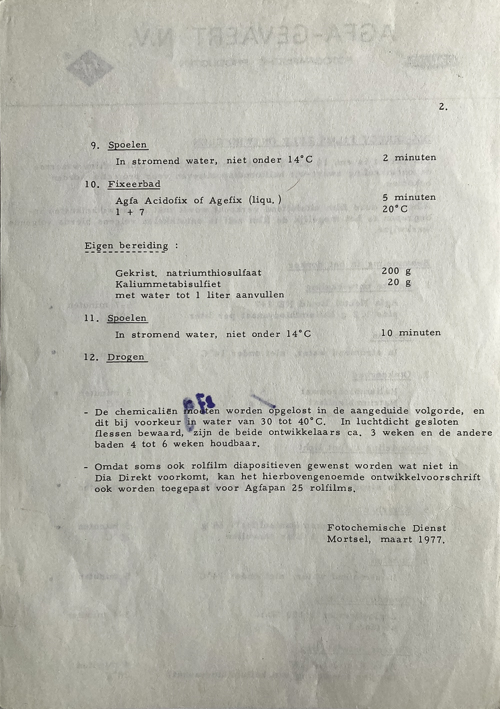 2.
9. Spoelen
In stromend water, niet onder 14°C 2 minuten
10. Fixeerbad
Agfa Acidofix of Agefix (liqu.) 5 minuten
1 + 7 20°C
Eigen bereiding :
Gekrist. natriumthiosulfaat 200 g
Kaliummetabisulfiet 20 g
met water tot 1 liter aanvullen
11. Spoelen
In stromend water, niet onder 14°C 10 minuten
12. Drogen
- De chemicaliën moeten worden opgelost in de aangeduide volgorde, en
dit bij voorkeur in water van 30 tot 40°C. In luchtdicht gesloten
flessen bewaard, zijn de beide ontwikkelaars ca. 3 weken en de andere
baden 4 tot 6 weken houdbaar.
- Omdat soms ook rolfilm diapositieven gewenst worden wat niet in
Dia Direkt voorkomt, kan het hierbovengenoemde ontwikkelvoorschrift
ook worden toegepast voor Agfapan 25 rolfilms.
Fotochemische Dienst
Mortsel, maart 1977.